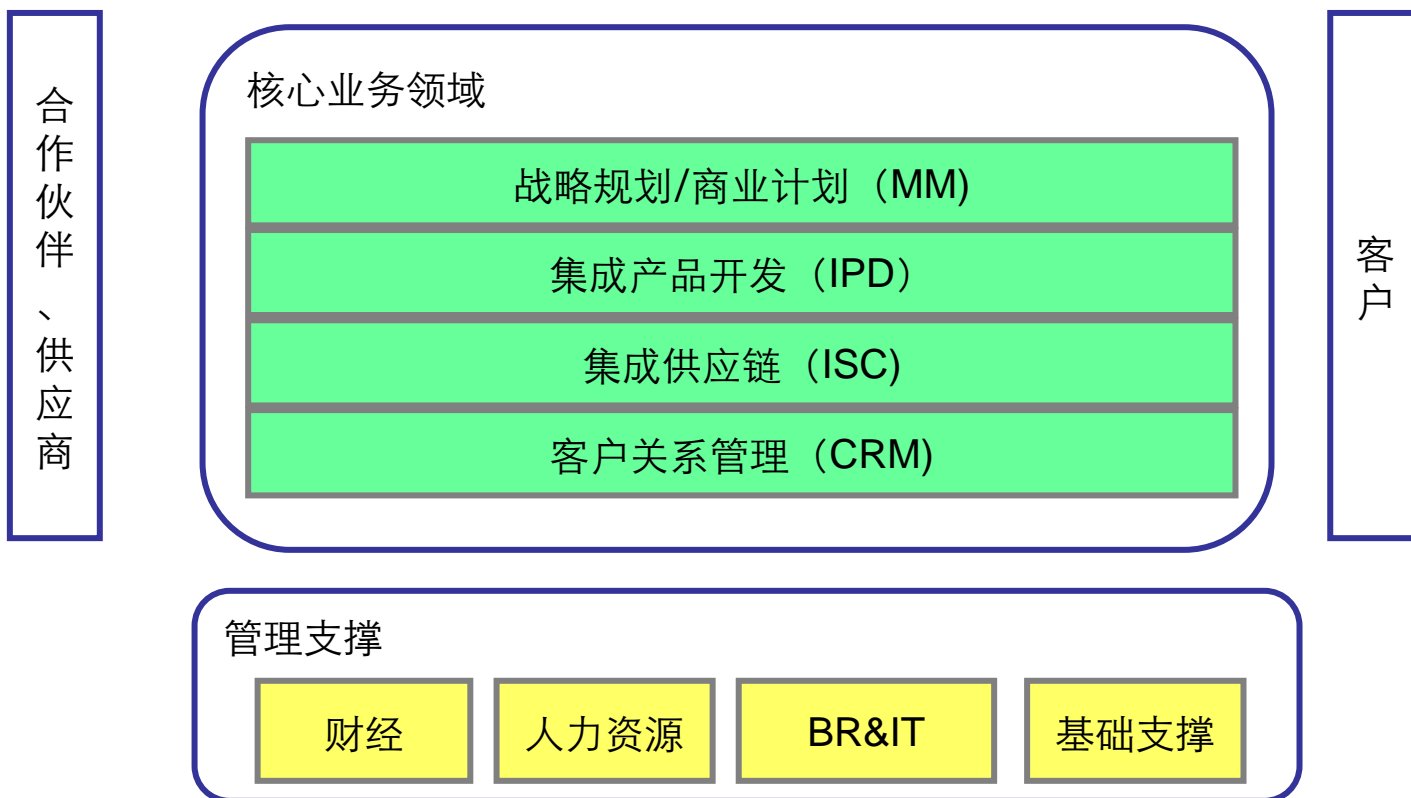 合作伙伴、供应商
核心业务领域
战略规划/商业计划（MM)
集成产品开发（IPD）
集成供应链（ISC)
客户关系管理（CRM)
客户
管理支撑
财经
人力资源
BR&IT
基础支撑